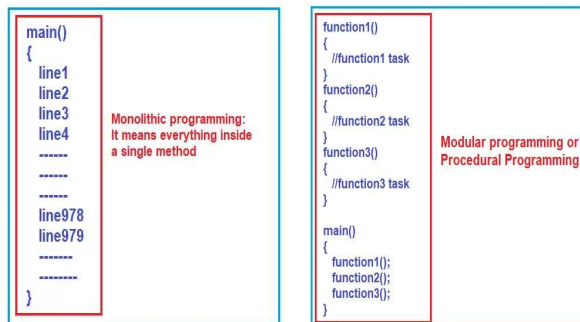 main()
{
line1
line2
line3
line4
------
------
------
line978
line979
-------
--------
}
Monolithic programming:
It means everything inside
a single method
function1()
{
//function1 task
}
function2()
{
//function2 task
}
function3()
{
//function3 task
}
main()
{
function1();
function2();
function3();
}
Modular programming or
Procedural Programming